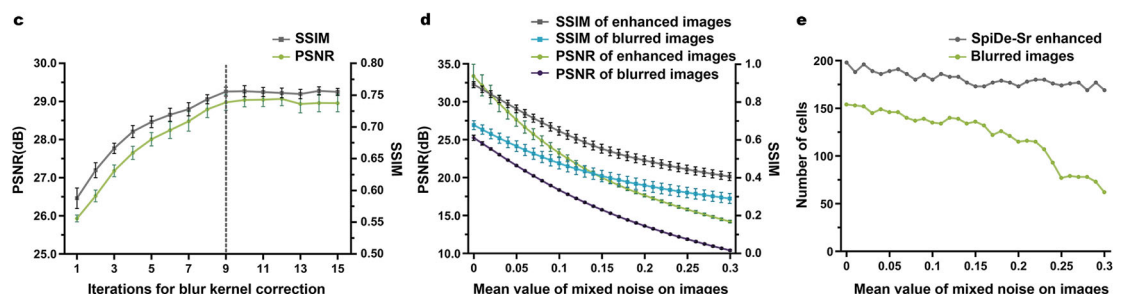 c
SSIM
PSNR
30.0
29.0
28.0
27.0
26.0
25.0
PSNR(dB)
0.80
0.75
0.70
0.65
0.60
0.55
0.50
SSIM
1 3 5 7 9 11 13 15
Iterations for blur kernel correction
d
SSIM of enhanced images
SSIM of blurred images
PSNR of enhanced images
PSNR of blurred images
35.0
30.0
25.0
20.0
15.0
10.0
PSNR(dB)
1.0
0.8
0.6
0.4
0.2
0.0
SSIM
0 0.05 0.1 0.15 0.2 0.25 0.3
Mean value of mixed noise on images
e
SpiDe-Sr enhanced
Blurred images
200
150
100
50
0
Number of cells
0 0.05 0.1 0.15 0.2 0.25 0.3
Mean value of mixed noise on images